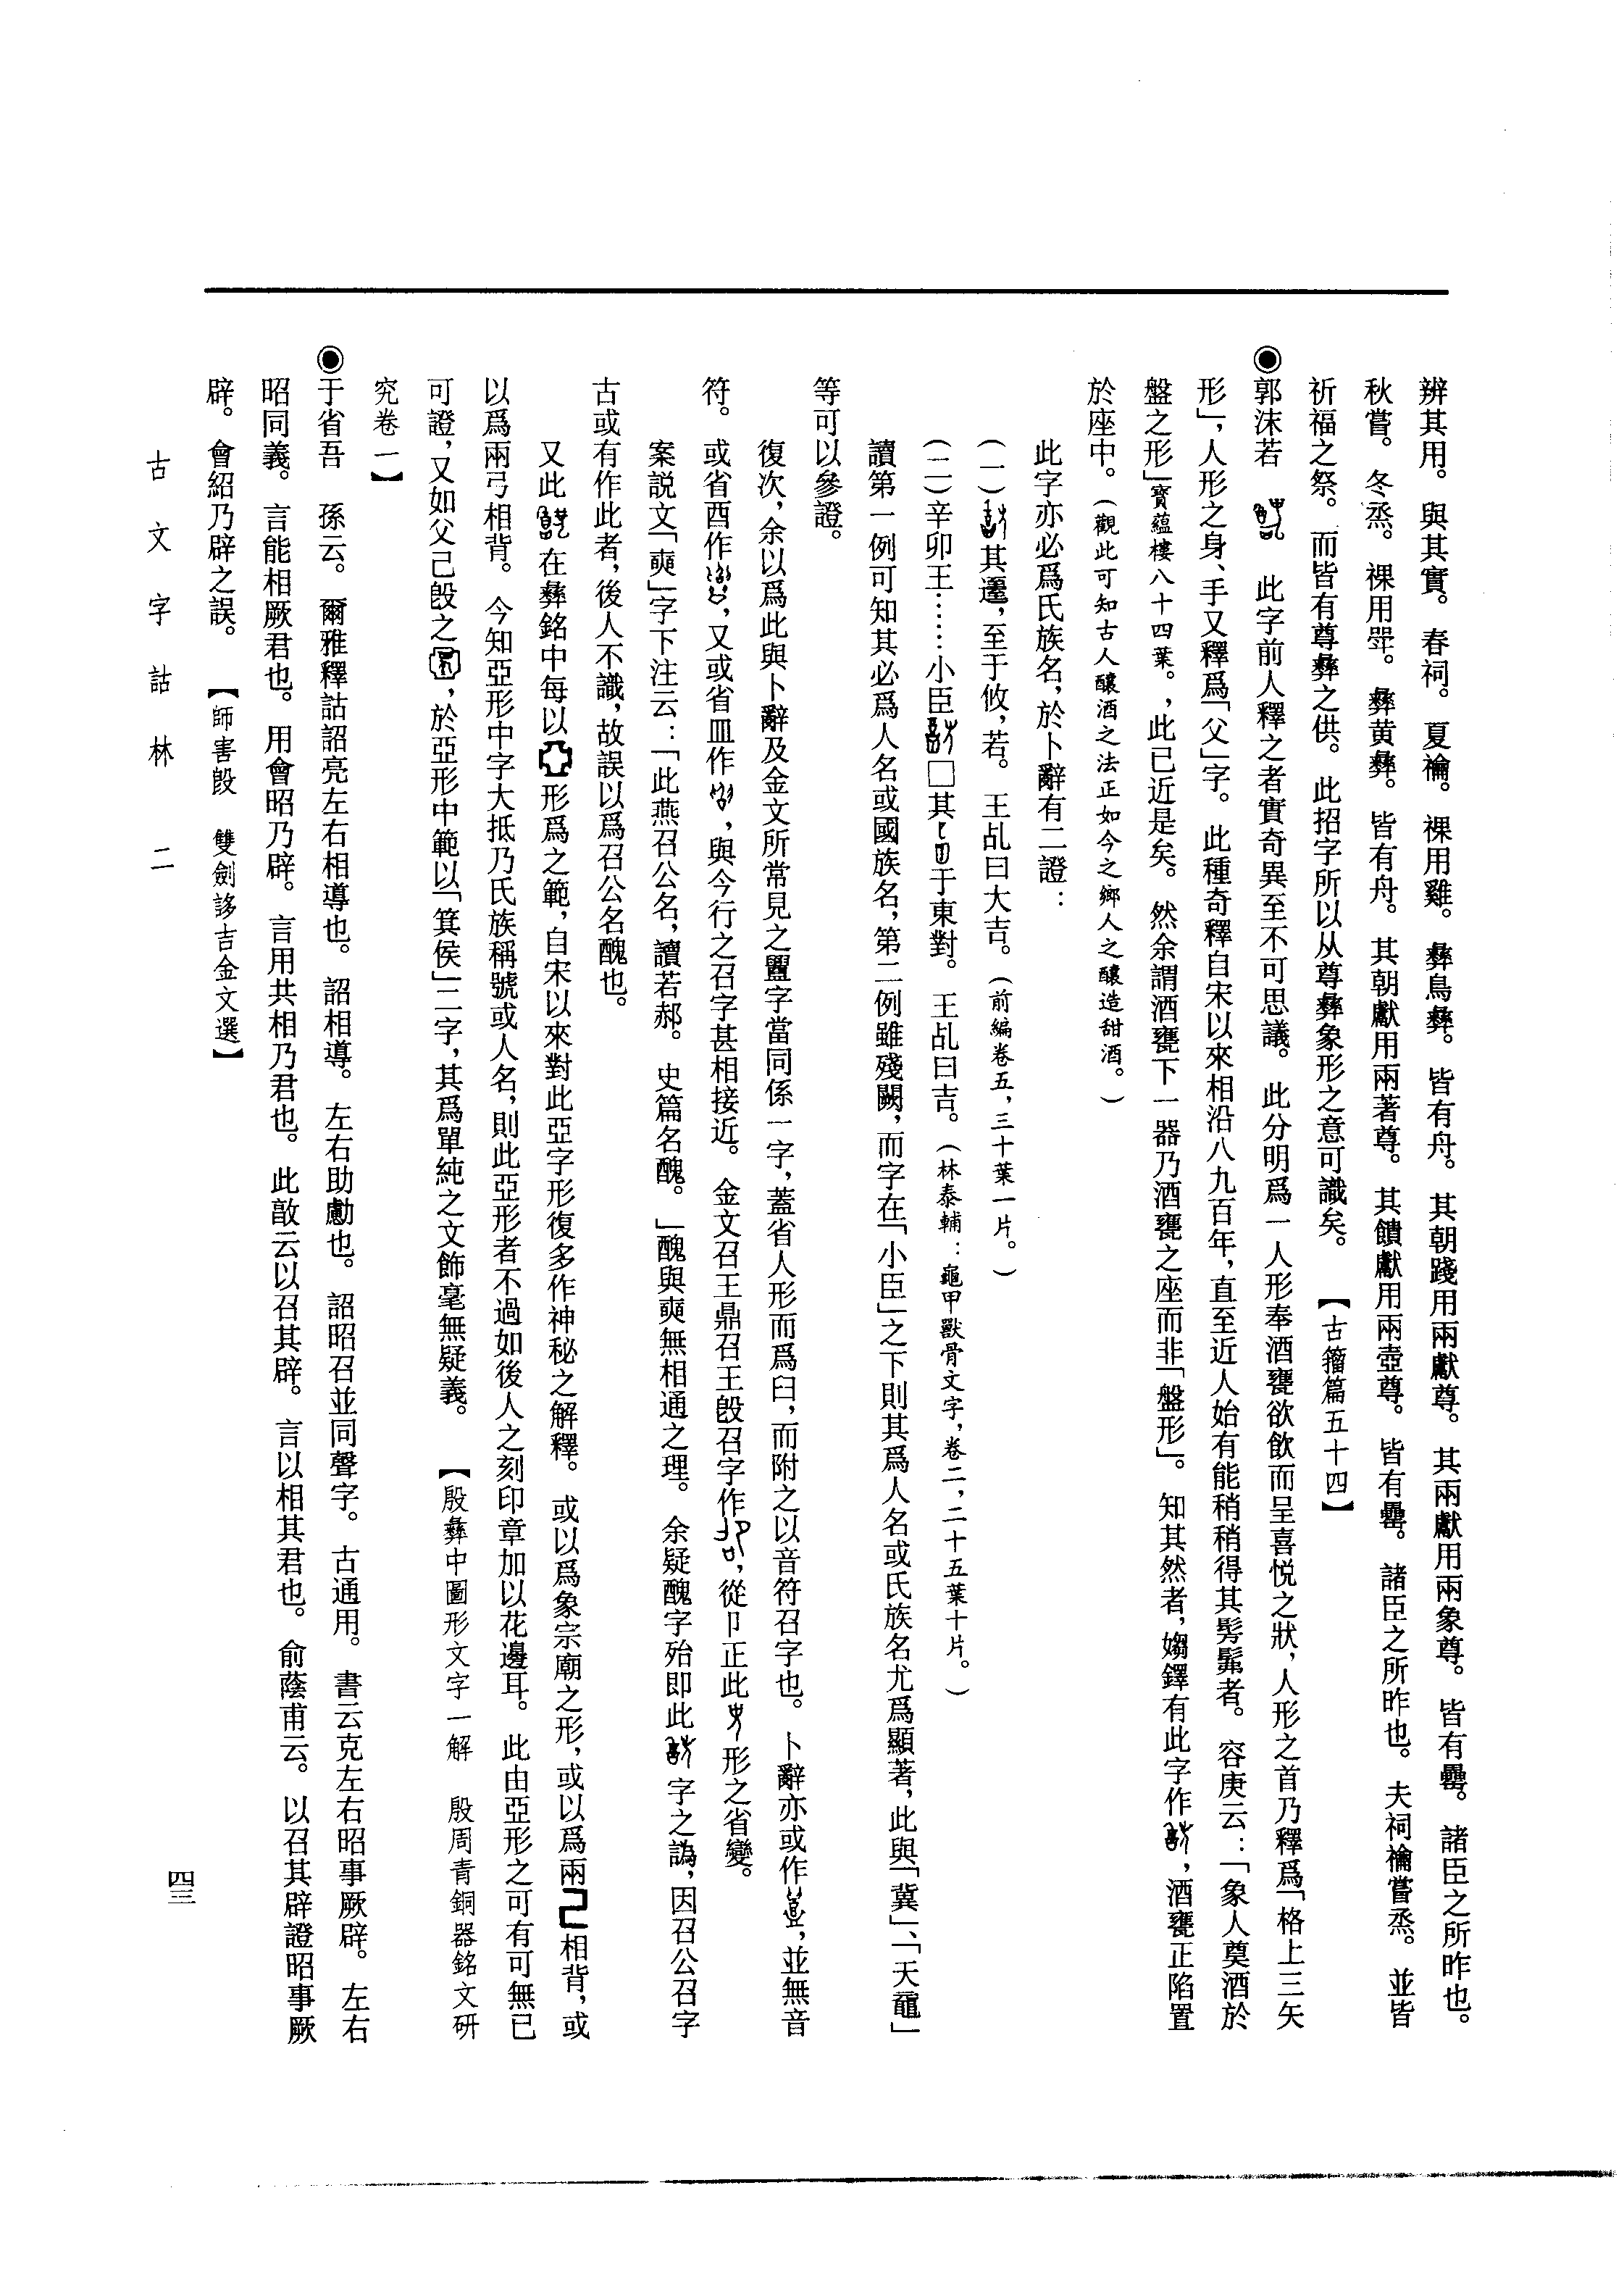 辨其用。與其實。春祠。夏禴。祼用雞。彝鳥彝。皆有舟。其朝踐用兩獻尊。其兩獻用兩象尊。皆有罍。諸臣之所昨也。
秋嘗。冬烝。祼用斝。彝黄彝。皆有舟。其朝獻用兩著尊。其饋獻用兩壺尊。皆有罍。諸臣之所昨也。夫祠禴嘗烝。並皆
祈福之祭。而皆有尊彝之供。此招字所以从尊彝象形之意可識矣。【古籀篇五十四】
◉郭沫若　此字前人釋之者實奇異至不可思議。此分明爲一人形奉酒甕欲飲而呈喜悦之狀,人形之首乃釋爲「格上三矢
形」,人形之身、手又釋爲「父」字。此種奇釋自宋以來相沿八九百年,直至近人始有能稍稍得其髣髴者。容庚云:「象人奠酒於
盤之形」寶蘊樓八十四葉。,此已近是矣。然余謂酒甕下一器乃酒甕之座而非「盤形」。知其然者,嫋鐸有此字作,酒甕正陷置
於座中。(觀此可知古人釀酒之法正如今之鄉人之釀造甜酒。)
此字亦必爲氏族名,於卜辭有二證:
(一)其遷,至于攸,若。王乩曰大吉。(前編卷五,三十葉一片。)
(二)辛卯王……小臣□其于東對。王乩曰吉。(林泰輔:龜甲獸骨文字,卷二,二十五葉十片。)
讀第一例可知其必爲人名或國族名,第二例雖殘闕,而字在「小臣」之下則其爲人名或氏族名尤爲顯著,此與「冀」、「天黿」
等可以參證。
復次,余以爲此與卜辭及金文所常見之字當同係一字,蓋省人形而爲臼,而附之以音符召字也。卜辭亦或作,並無音
符。或省酉作,又或省皿作,與今行之召字甚相接近。金文召王鼎召王𣪘召字作,從卩正此形之省變。
案説文「奭」字下注云:「此燕召公名,讀若郝。史篇名醜。」醜與奭無相通之理。余疑醜字殆即此字之譌,因召公召字
古或有作此者,後人不識,故誤以爲召公名醜也。
又此在彝銘中每以形爲之範,自宋以來對此亞字形復多作神秘之解釋。或以爲象宗廟之形,或以爲兩相背,或
以爲兩弓相背。今知亞形中字大抵乃氏族稱號或人名,則此亞形者不過如後人之刻印章加以花邊耳。此由亞形之可有可無已
可證,又如父己𣪘之,於亞形中範以「箕侯」二字,其爲單純之文飾毫無疑義。【殷彝中圖形文字一解　殷周青銅器銘文研
究卷一】
◉于省吾　孫云。爾雅釋詁詔亮左右相導也。詔相導。左右助勴也。詔昭召並同聲字。古通用。書云克左右昭事厥辟。左右
昭同義。言能相厥君也。用會昭乃辟。言用共相乃君也。此敔云以召其辟。言以相其君也。俞蔭甫云。以召其辟證昭事厥
辟。會紹乃辟之誤。【師害𣪘　雙劍誃吉金文選】
古文字詁林　二
四三